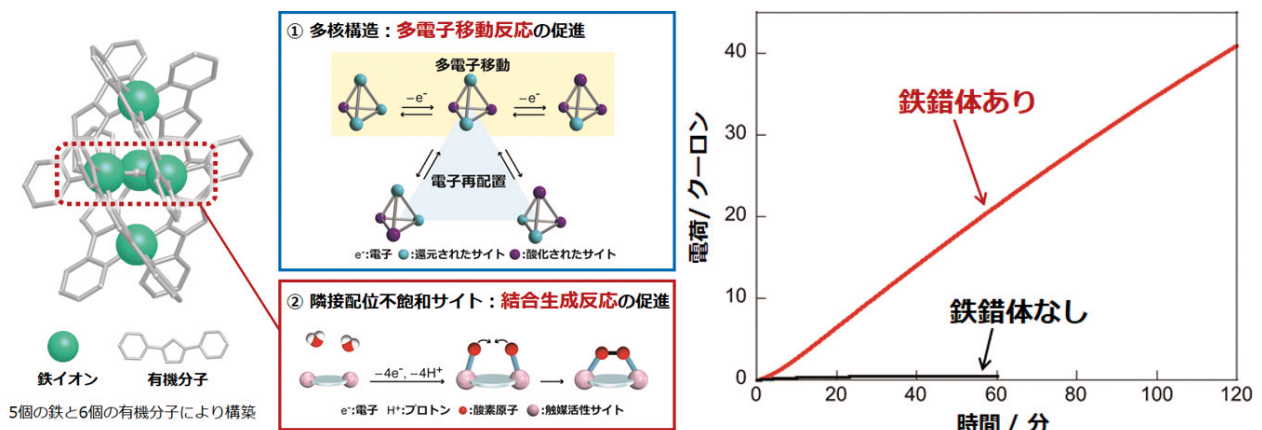 鉄イオン
有機分子
5個の鉄と6個の有機分子により構築
① 多核構造：多電子移動反応の促進
多電子移動
−e⁻
−e⁻
電子再配置
e⁻:電子 :還元されたサイト :酸化されたサイト
② 隣接配位不飽和サイト：結合生成反応の促進
−4e⁻, −4H⁺
e⁻:電子 H⁺:プロトン :酸素原子 :触媒活性サイト
電荷/ クーロン
40
30
20
10
0
鉄錯体あり
鉄錯体なし
0
20
40
60
80
100
120
時間 / 分